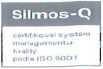 Silmos-Q
certifikovaný systém
managementu
kvality
podle ISO 9001